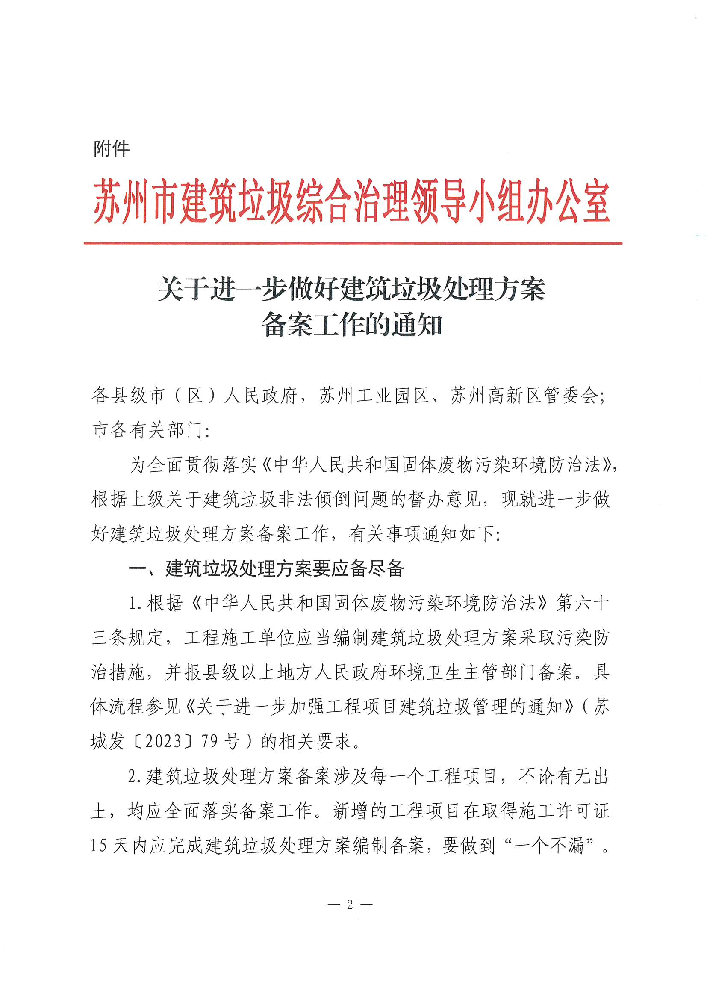 附件
苏州市建筑垃圾综合治理领导小组办公室
关于进一步做好建筑垃圾处理方案
备案工作的通知
各县级市（区）人民政府，苏州工业园区、苏州高新区管委会；
市各有关部门：
为全面贯彻落实《中华人民共和国固体废物污染环境防治法》，
根据上级关于建筑垃圾非法倾倒问题的督办意见，现就进一步做
好建筑垃圾处理方案备案工作，有关事项通知如下：
一、建筑垃圾处理方案要应备尽备
1.根据《中华人民共和国固体废物污染环境防治法》第六十
三条规定，工程施工单位应当编制建筑垃圾处理方案采取污染防
治措施，并报县级以上地方人民政府环境卫生主管部门备案。具
体流程参见《关于进一步加强工程项目建筑垃圾管理的通知》（苏
城发〔2023〕79号）的相关要求。
2.建筑垃圾处理方案备案涉及每一个工程项目，不论有无出
土，均应全面落实备案工作。新增的工程项目在取得施工许可证
15天内应完成建筑垃圾处理方案编制备案，要做到“一个不漏”。
— 2 —